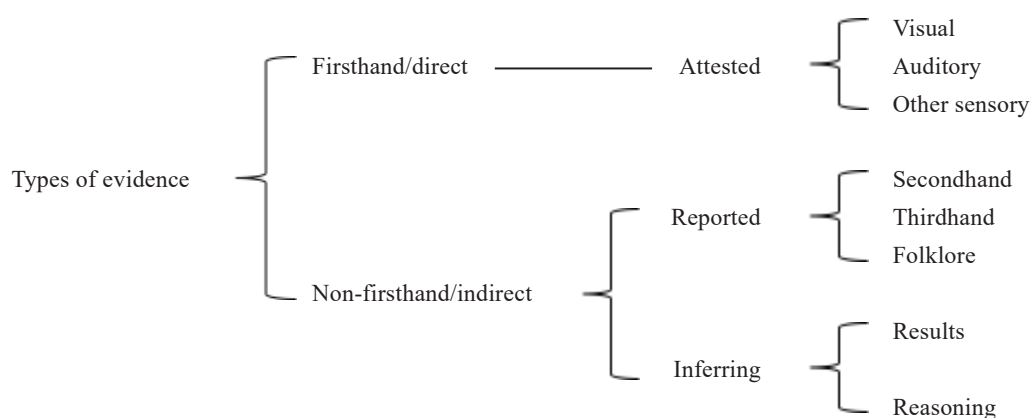 Visual
Firsthand/direct
Attested
Auditory
Other sensory
Types of evidence
Secondhand
Reported
Thirdhand
Folklore
Non-firsthand/indirect
Results
Inferring
Reasoning